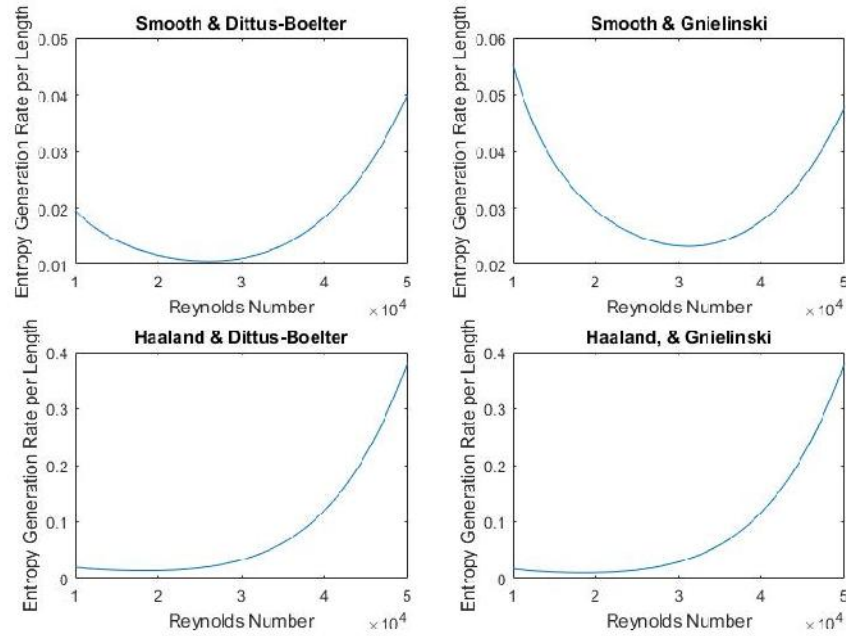 Smooth & Dittus-Boelter
Entropy Generation Rate per Length
0.05
0.04
0.03
0.02
0.01
1 2 3 4 5
Reynolds Number ×10^4
Smooth & Gnielinski
Entropy Generation Rate per Length
0.06
0.05
0.04
0.03
0.02
1 2 3 4 5
Reynolds Number ×10^4
Haaland & Dittus-Boelter
Entropy Generation Rate per Length
0.4
0.3
0.2
0.1
0
1 2 3 4 5
Reynolds Number ×10^4
Haaland, & Gnielinski
Entropy Generation Rate per Length
0.4
0.3
0.2
0.1
0
1 2 3 4 5
Reynolds Number ×10^4